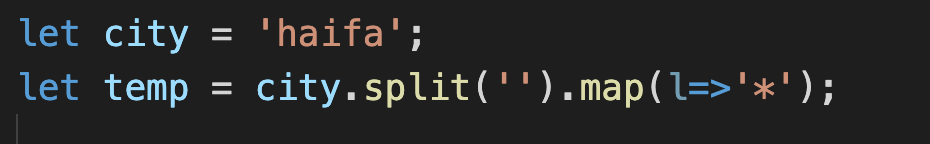 let city = 'haifa';
let temp = city.split('').map(l=>'*');